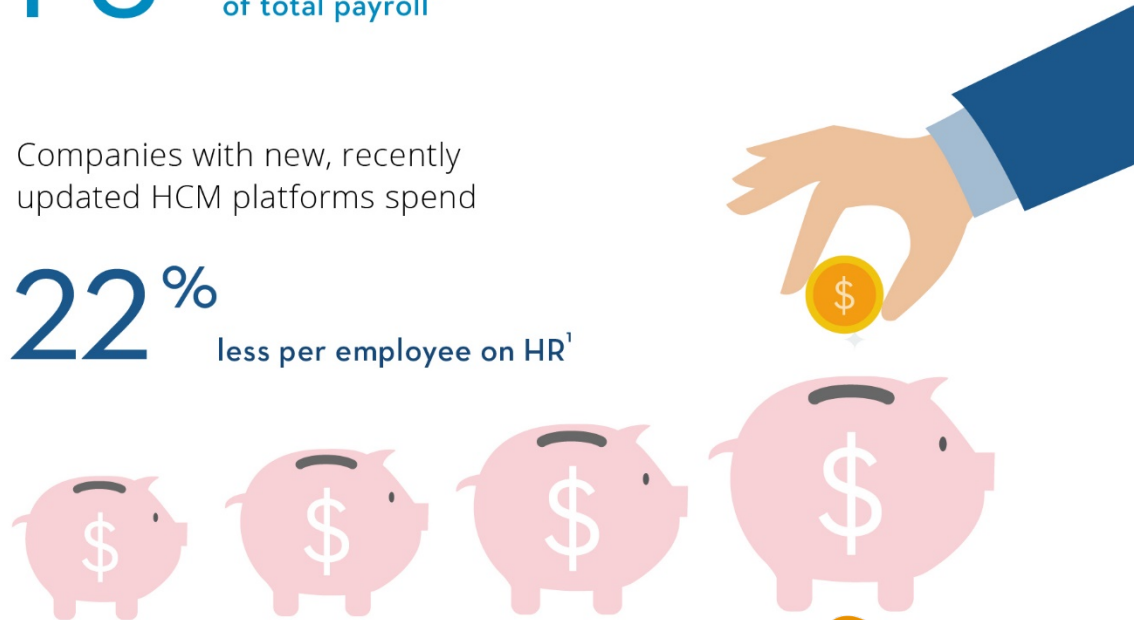 of total payroll
Companies with new, recently
updated HCM platforms spend
22%
less per employee on HR¹
$
$
$
$
$